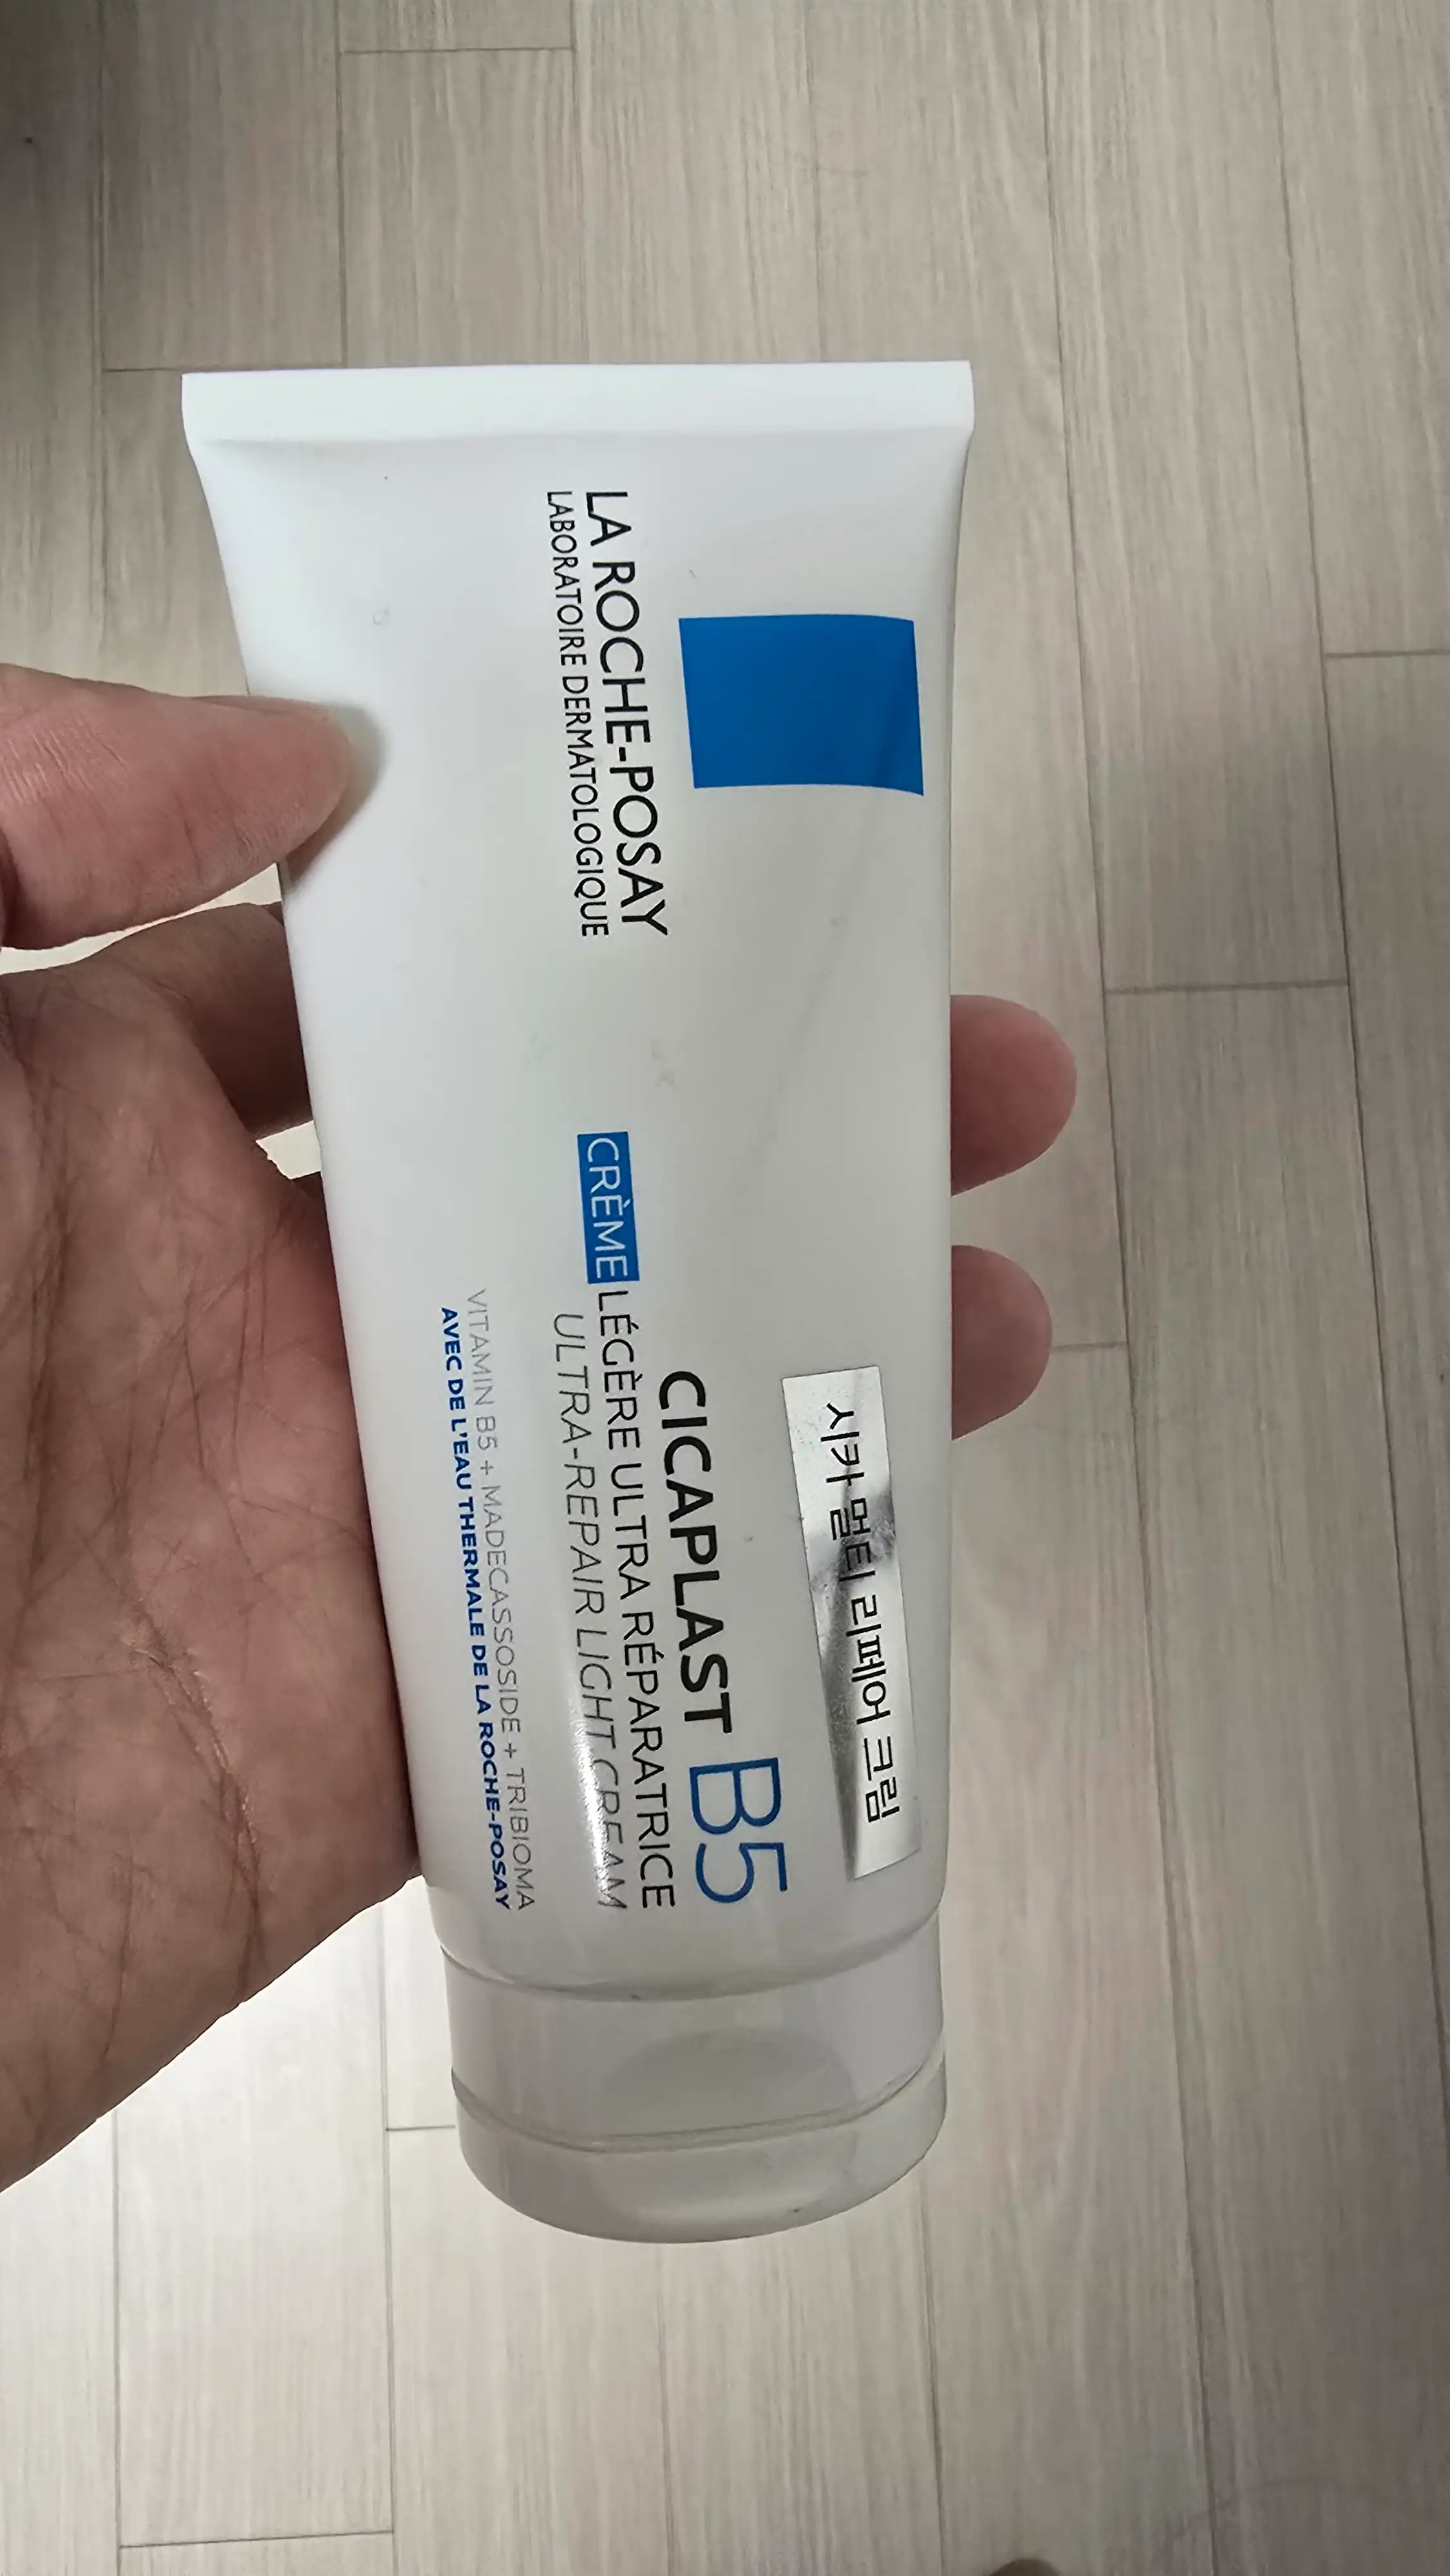 LA ROCHE-POSAY
LABORATOIRE DERMATOLOGIQUE
시카 멀티 리페어 크림
CICAPLAST B5
CRÈME LÉGÈRE ULTRA RÉPARATRICE
ULTRA-REPAIR LIGHT CREAM
VITAMIN B5 + MADECASSOSIDE + TRIBIOMA
AVEC DE L'EAU THERMALE DE LA ROCHE-POSAY